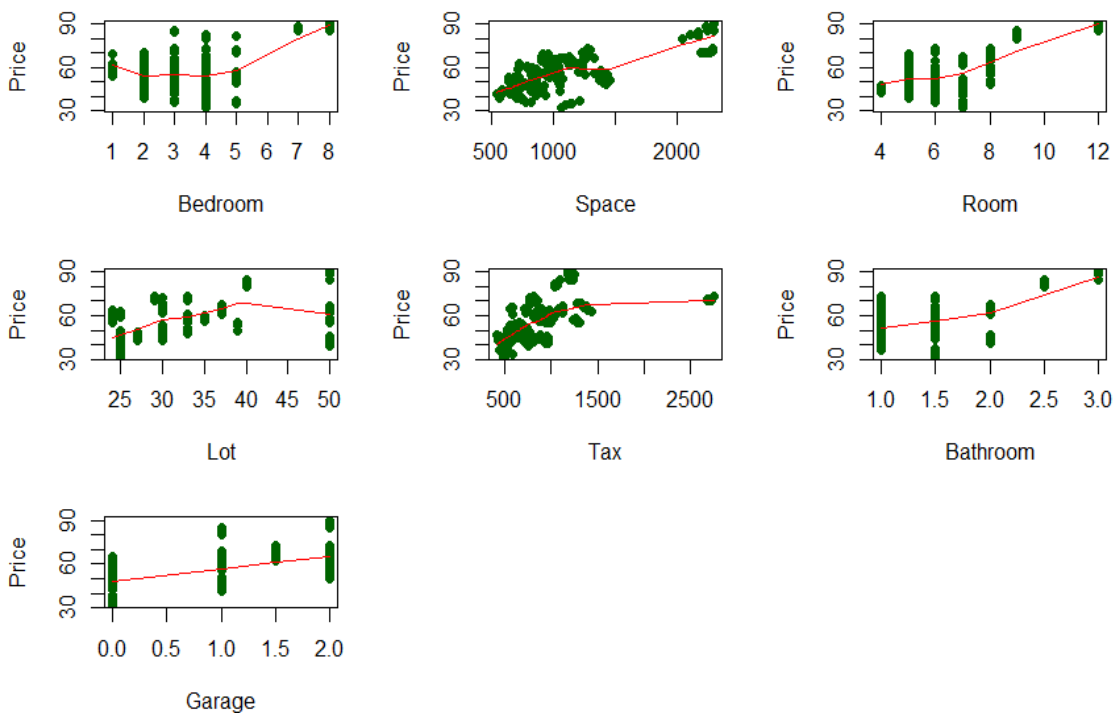 Price
30 60 90
1 2 3 4 5 6 7 8
Bedroom
Price
30 60 90
500 1000 2000
Space
Price
30 60 90
4 6 8 10 12
Room
Price
30 60 90
25 30 35 40 45 50
Lot
Price
30 60 90
500 1500 2500
Tax
Price
30 60 90
1.0 1.5 2.0 2.5 3.0
Bathroom
Price
30 60 90
0.0 0.5 1.0 1.5 2.0
Garage